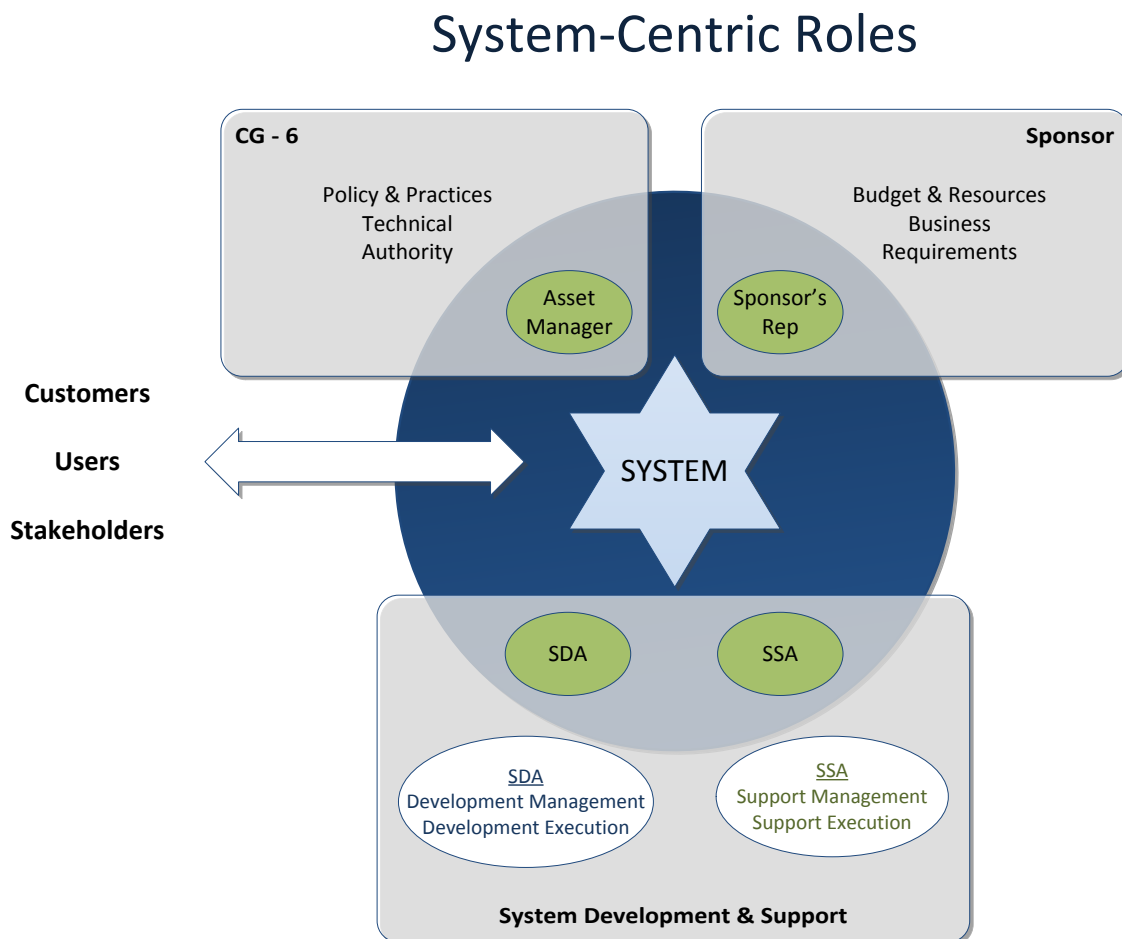 System-Centric Roles
CG - 6
Policy & Practices
Technical
Authority
Asset
Manager
Sponsor
Budget & Resources
Business
Requirements
Sponsor’s
Rep
Customers
Users
Stakeholders
SYSTEM
SDA
SSA
SDA
Development Management
Development Execution
SSA
Support Management
Support Execution
System Development & Support